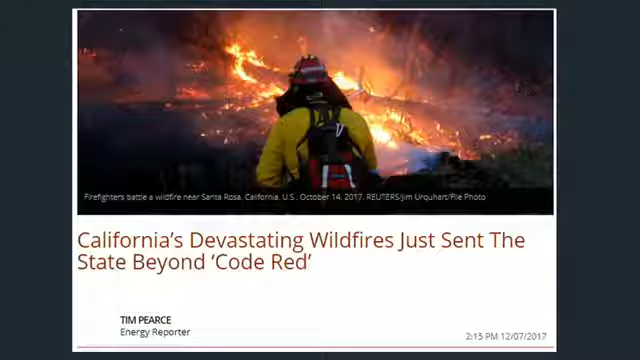 Firefighters battle a wildfire near Santa Rosa, California, U.S., October 14, 2017. REUTERS/Jim Urquhart/File Photo
California's Devastating Wildfires Just Sent The
State Beyond 'Code Red'
TIM PEARCE
Energy Reporter
2:15 PM 12/07/2017